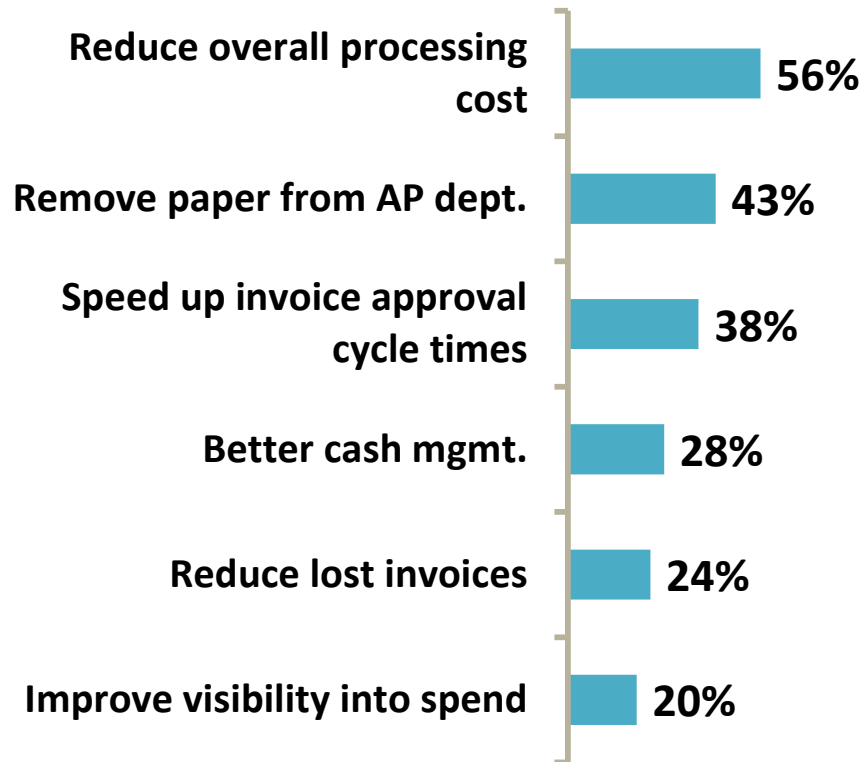 Reduce overall processing
cost
56%
Remove paper from AP dept.
43%
Speed up invoice approval
cycle times
38%
Better cash mgmt.
28%
Reduce lost invoices
24%
Improve visibility into spend
20%